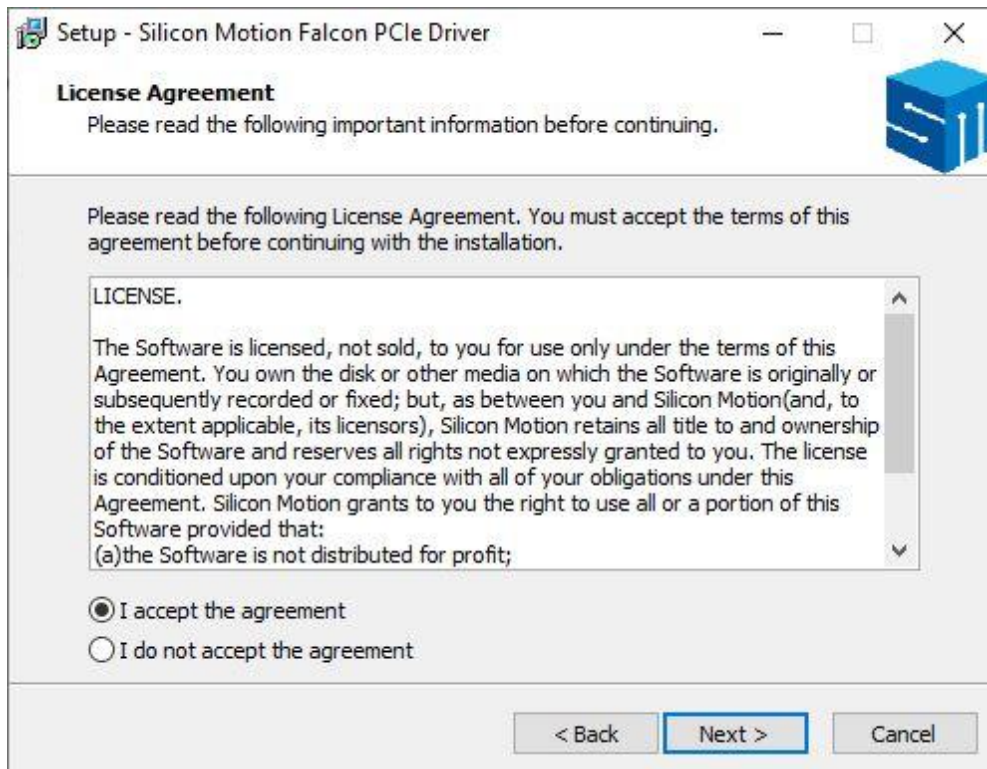 Setup - Silicon Motion Falcon PCIe Driver
License Agreement
Please read the following important information before continuing.
Please read the following License Agreement. You must accept the terms of this
agreement before continuing with the installation.
LICENSE.
The Software is licensed, not sold, to you for use only under the terms of this
Agreement. You own the disk or other media on which the Software is originally or
subsequently recorded or fixed; but, as between you and Silicon Motion(and, to
the extent applicable, its licensors), Silicon Motion retains all title to and ownership
of the Software and reserves all rights not expressly granted to you. The license
is conditioned upon your compliance with all of your obligations under this
Agreement. Silicon Motion grants to you the right to use all or a portion of this
Software provided that:
(a)the Software is not distributed for profit;
I accept the agreement
I do not accept the agreement
< Back Next > Cancel